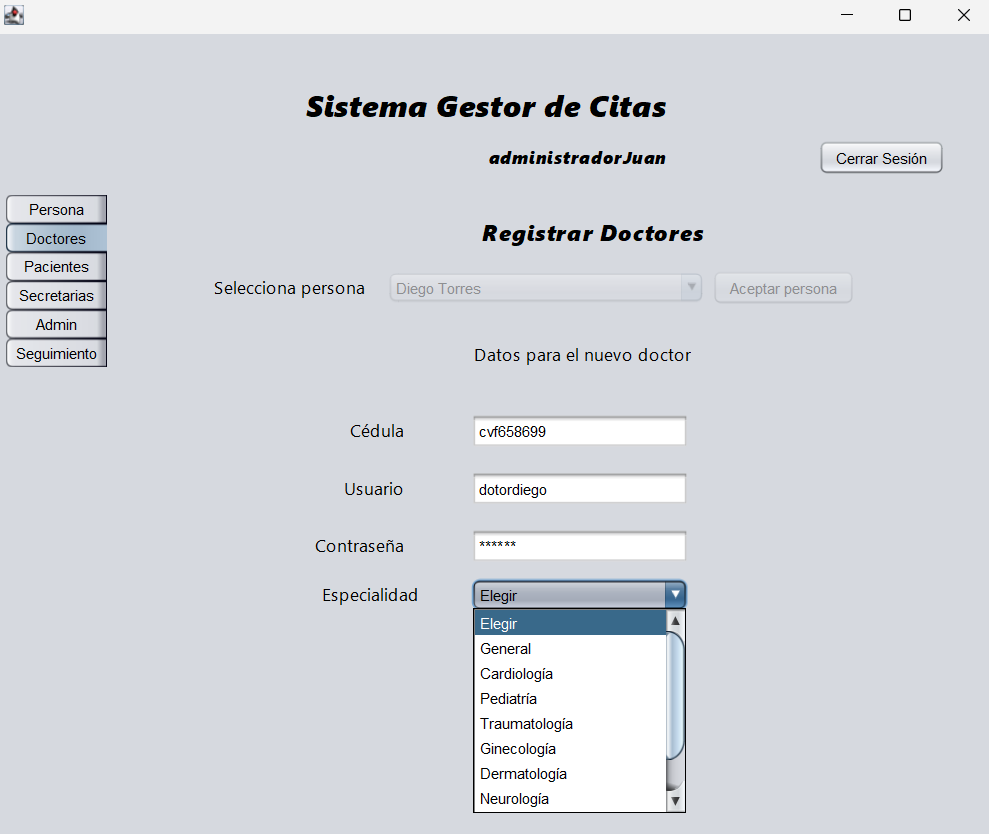 Sistema Gestor de Citas
administradorJuan
Cerrar Sesión
Persona
Doctores
Pacientes
Secretarias
Admin
Seguimiento
Registrar Doctores
Selecciona persona Diego Torres Aceptar persona
Datos para el nuevo doctor
Cédula cvf658699
Usuario dotordiego
Contraseña ******
Especialidad Elegir
Elegir
General
Cardiología
Pediatría
Traumatología
Ginecología
Dermatología
Neurología